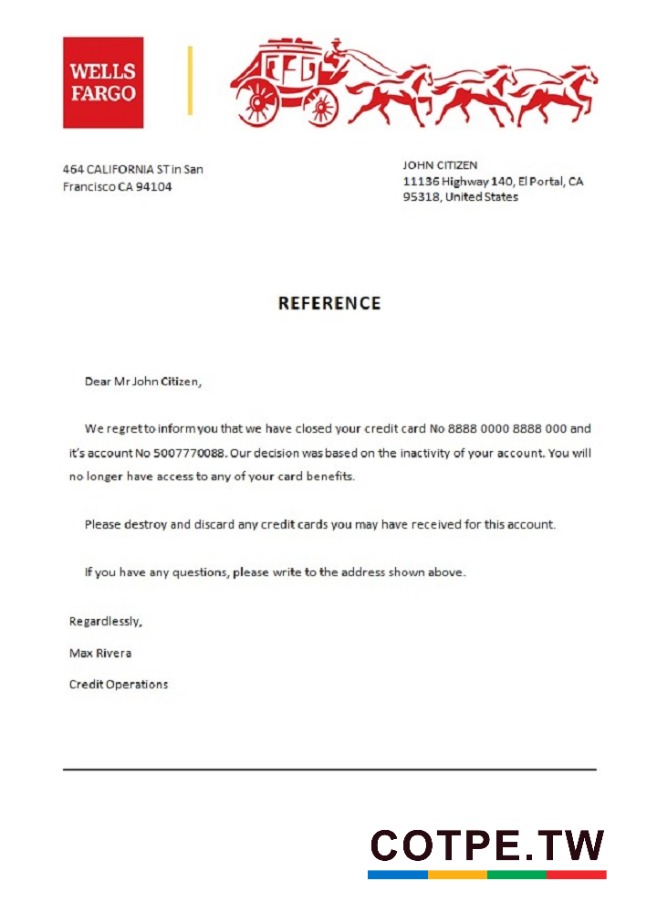 WELLS
FARGO
464 CALIFORNIA ST in San
Francisco CA 94104
JOHN CITIZEN
11136 Highway 140, El Portal, CA
95318, United States
REFERENCE
Dear Mr John Citizen,
We regret to inform you that we have closed your credit card No 8888 0000 8888 000 and
it's account No 5007770088. Our decision was based on the inactivity of your account. You will
no longer have access to any of your card benefits.
Please destroy and discard any credit cards you may have received for this account.
If you have any questions, please write to the address shown above.
Regardlessly,
Max Rivera
Credit Operations
COTPE.TW